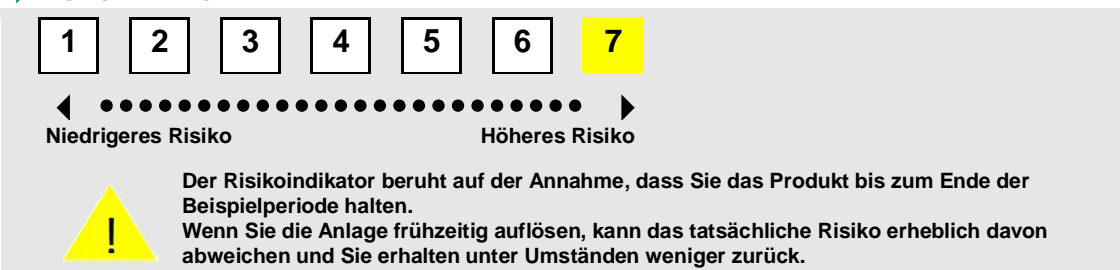 1 2 3 4 5 6 7
Niedrigeres Risiko Höheres Risiko
!
Der Risikoindikator beruht auf der Annahme, dass Sie das Produkt bis zum Ende der
Beispielperiode halten.
Wenn Sie die Anlage frühzeitig auflösen, kann das tatsächliche Risiko erheblich davon
abweichen und Sie erhalten unter Umständen weniger zurück.